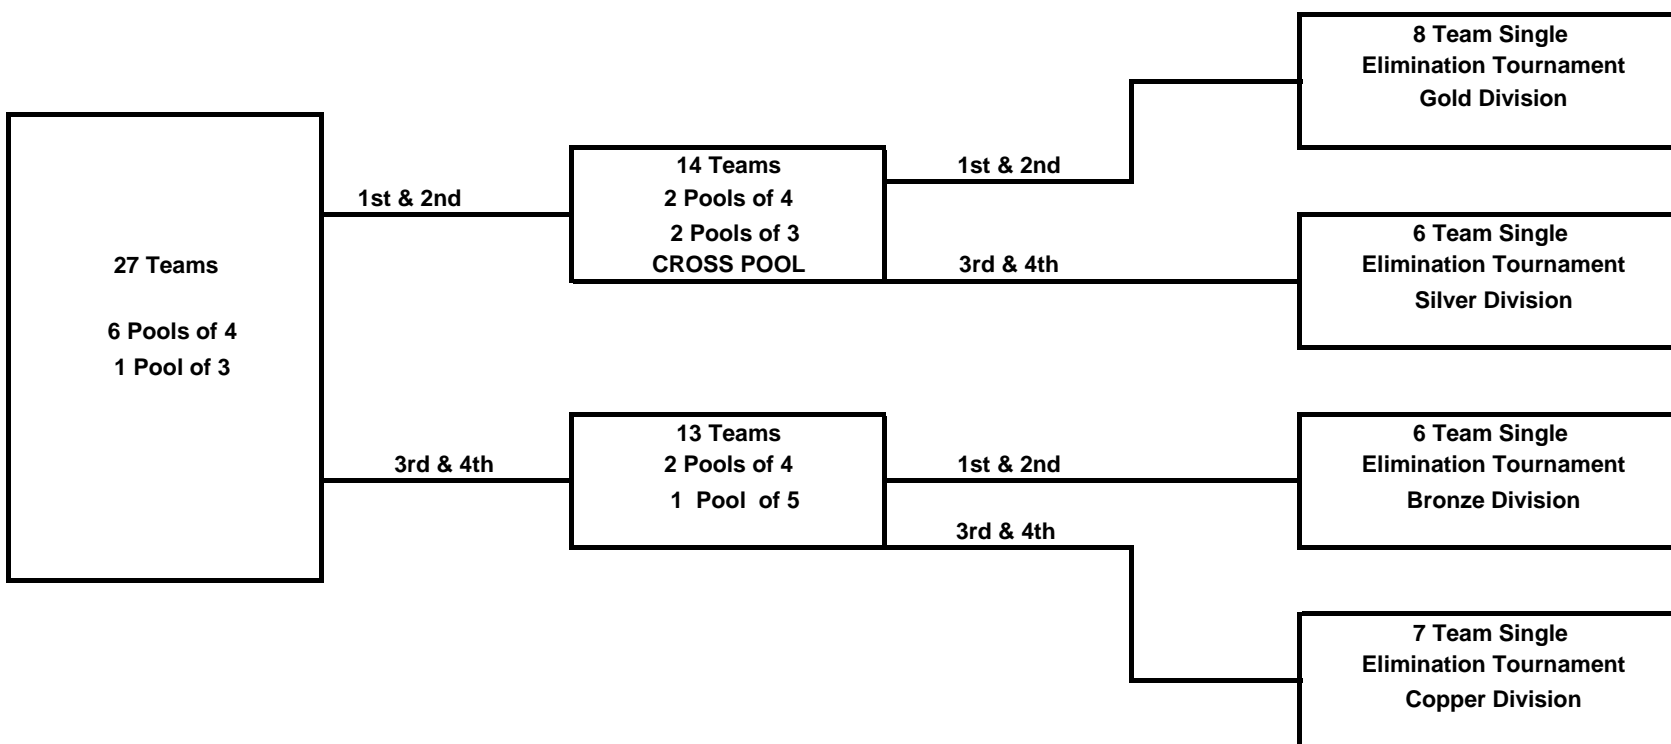 27 Teams
6 Pools of 4
1 Pool of 3
1st & 2nd
3rd & 4th
14 Teams
2 Pools of 4
2 Pools of 3
CROSS POOL
1st & 2nd
3rd & 4th
13 Teams
2 Pools of 4
1 Pool of 5
1st & 2nd
3rd & 4th
8 Team Single
Elimination Tournament
Gold Division
6 Team Single
Elimination Tournament
Silver Division
6 Team Single
Elimination Tournament
Bronze Division
7 Team Single
Elimination Tournament
Copper Division